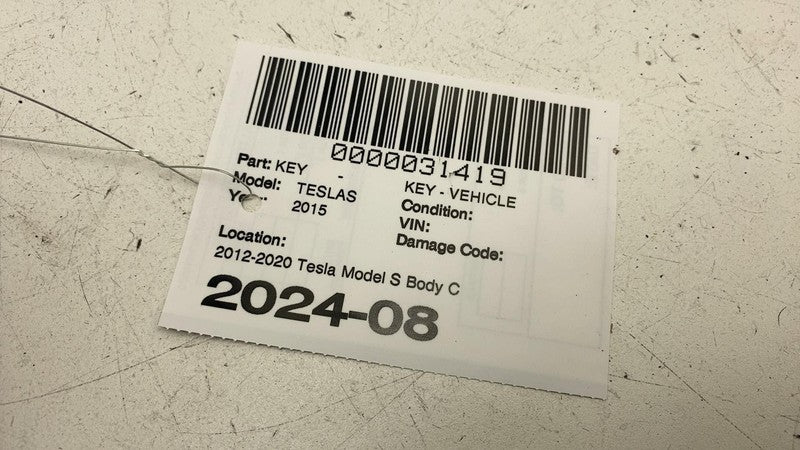 0000031419
Part: KEY -
KEY - VEHICLE
Model: TESLAS
Condition:
2015
VIN:
Damage Code:
Location:
2012-2020 Tesla Model S Body C
2024-08